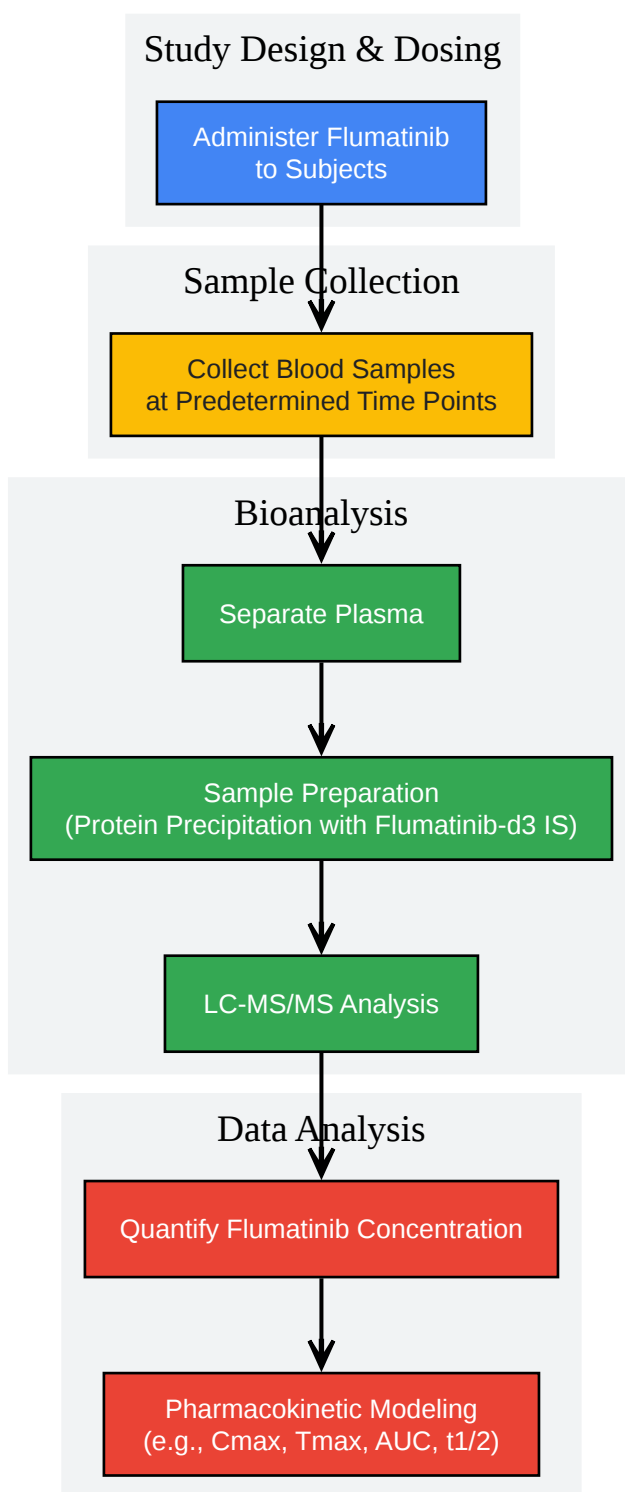 Study Design & Dosing
Administer Flumatinib
to Subjects
Sample Collection
Collect Blood Samples
at Predetermined Time Points
Bioanalysis
Separate Plasma
Sample Preparation
(Protein Precipitation with Flumatinib-d3 IS)
LC-MS/MS Analysis
Data Analysis
Quantify Flumatinib Concentration
Pharmacokinetic Modeling
(e.g., Cmax, Tmax, AUC, t1/2)